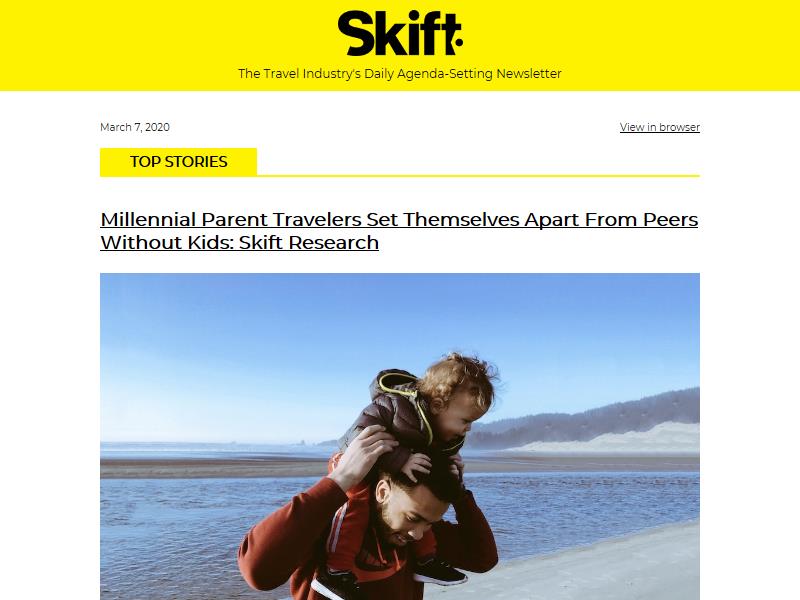 Skift
The Travel Industry's Daily Agenda-Setting Newsletter
March 7, 2020
View in browser
TOP STORIES
Millennial Parent Travelers Set Themselves Apart From Peers
Without Kids: Skift Research